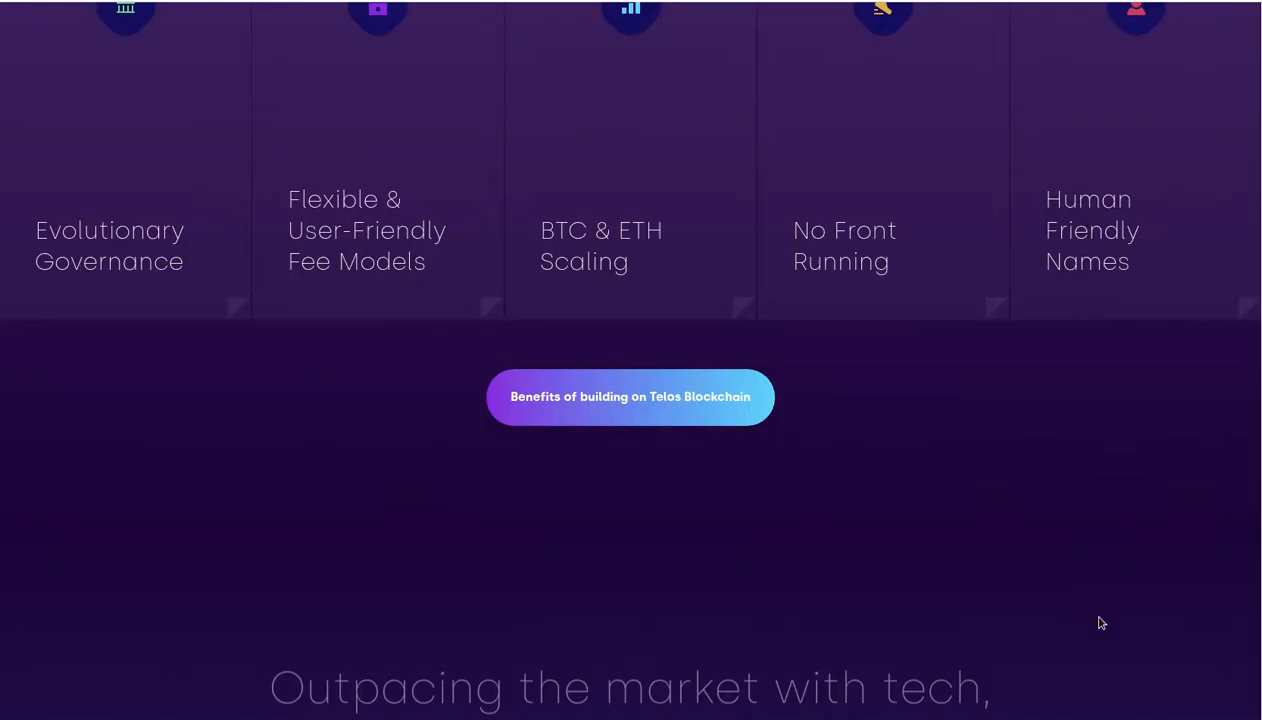 Evolutionary
Governance
Flexible &
User-Friendly
Fee Models
BTC & ETH
Scaling
No Front
Running
Human
Friendly
Names
Benefits of building on Telos Blockchain
Outpacing the market with tech,